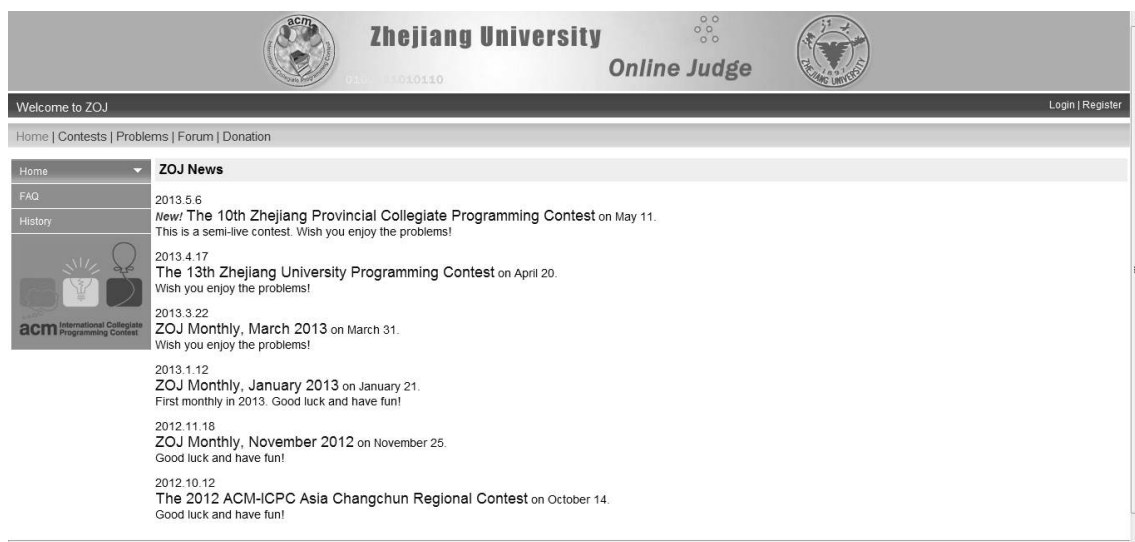 acm
Zhejiang University
Online Judge
ZHEJIANG UNIVERSITY
1897
Welcome to ZOJ
Login | Register
Home | Contests | Problems | Forum | Donation
Home
FAQ
History
acm International Collegiate
Programming Contest
ZOJ News
2013.5.6
New! The 10th Zhejiang Provincial Collegiate Programming Contest on May 11.
This is a semi-live contest. Wish you enjoy the problems!
2013.4.17
The 13th Zhejiang University Programming Contest on April 20.
Wish you enjoy the problems!
2013.3.22
ZOJ Monthly, March 2013 on March 31.
Wish you enjoy the problems!
2013.1.12
ZOJ Monthly, January 2013 on January 21.
First monthly in 2013. Good luck and have fun!
2012.11.18
ZOJ Monthly, November 2012 on November 25.
Good luck and have fun!
2012.10.12
The 2012 ACM-ICPC Asia Changchun Regional Contest on October 14.
Good luck and have fun!